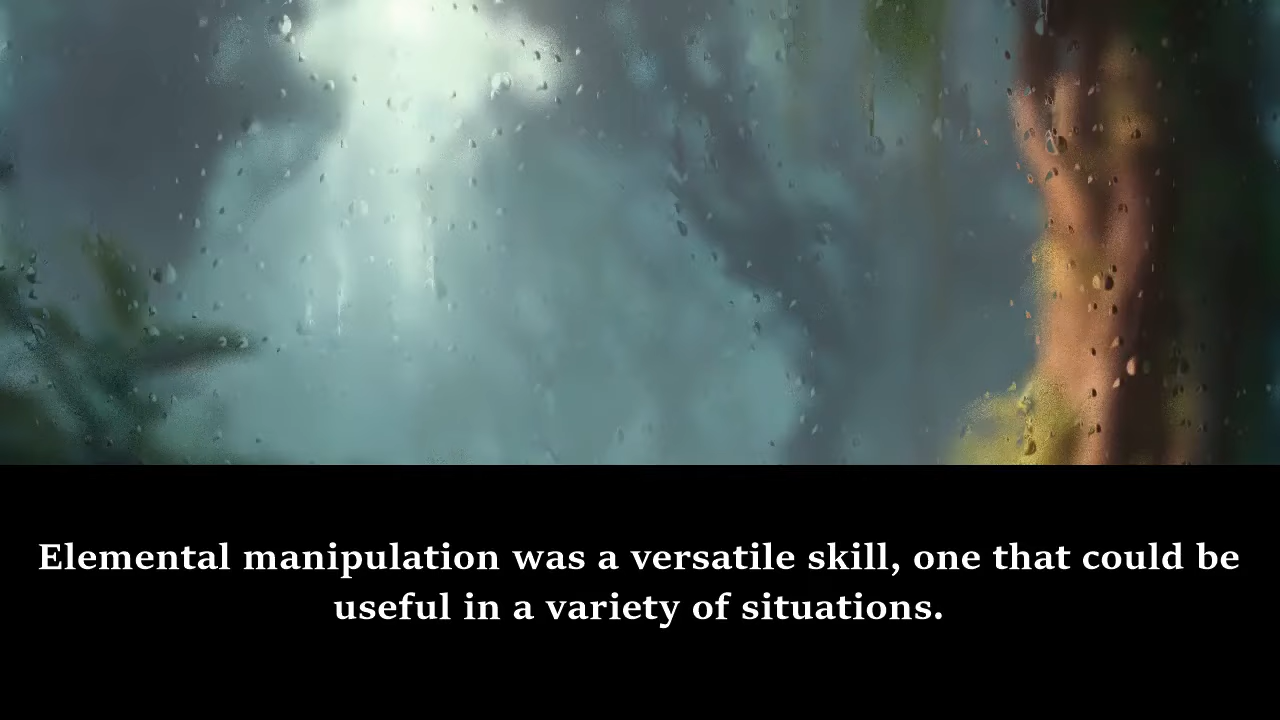 Elemental manipulation was a versatile skill, one that could be
useful in a variety of situations.